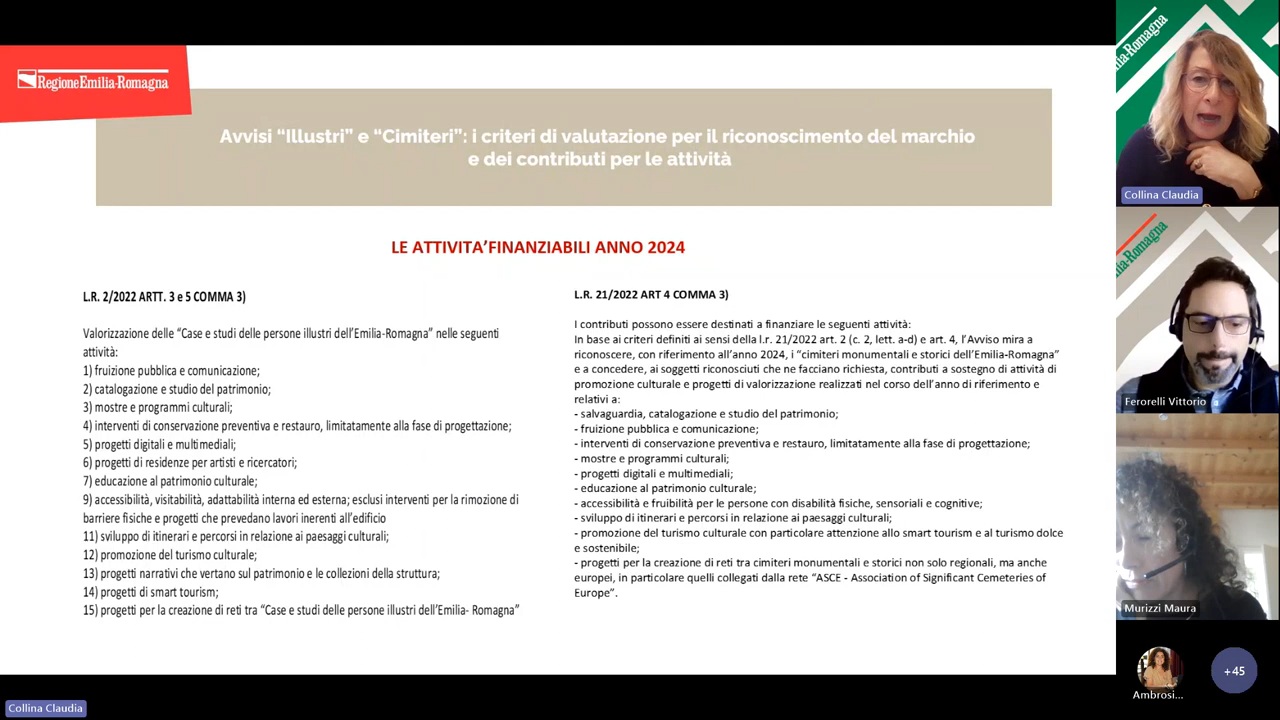 RegioneEmilia-Romagna
Avvisi “Illustri” e “Cimiteri”: i criteri di valutazione per il riconoscimento del marchio
e dei contributi per le attività
LE ATTIVITA’FINANZIABILI ANNO 2024
L.R. 2/2022 ARTT. 3 e 5 COMMA 3)
Valorizzazione delle “Case e studi delle persone illustri dell’Emilia-Romagna” nelle seguenti
attività:
1) fruizione pubblica e comunicazione;
2) catalogazione e studio del patrimonio;
3) mostre e programmi culturali;
4) interventi di conservazione preventiva e restauro, limitatamente alla fase di progettazione;
5) progetti digitali e multimediali;
6) progetti di residenze per artisti e ricercatori;
7) educazione al patrimonio culturale;
9) accessibilità, visitabilità, adattabilità interna ed esterna; esclusi interventi per la rimozione di
barriere fisiche e progetti che prevedano lavori inerenti all’edificio
11) sviluppo di itinerari e percorsi in relazione ai paesaggi culturali;
12) promozione del turismo culturale;
13) progetti narrativi che vertano sul patrimonio e le collezioni della struttura;
14) progetti di smart tourism;
15) progetti per la creazione di reti tra “Case e studi delle persone illustri dell’Emilia- Romagna”
L.R. 21/2022 ART 4 COMMA 3)
I contributi possono essere destinati a finanziare le seguenti attività:
In base ai criteri definiti ai sensi della l.r. 21/2022 art. 2 (c. 2, lett. a-d) e art. 4, l’Avviso mira a
riconoscere, con riferimento all’anno 2024, i “cimiteri monumentali e storici dell’Emilia-Romagna”
e a concedere, ai soggetti riconosciuti che ne facciano richiesta, contributi a sostegno di attività di
promozione culturale e progetti di valorizzazione realizzati nel corso dell’anno di riferimento e
relativi a:
- salvaguardia, catalogazione e studio del patrimonio;
- fruizione pubblica e comunicazione;
- interventi di conservazione preventiva e restauro, limitatamente alla fase di progettazione;
- mostre e programmi culturali;
- progetti digitali e multimediali;
- educazione al patrimonio culturale;
- accessibilità e fruibilità per le persone con disabilità fisiche, sensoriali e cognitive;
- sviluppo di itinerari e percorsi in relazione ai paesaggi culturali;
- promozione del turismo culturale con particolare attenzione allo smart tourism e al turismo dolce
e sostenibile;
- progetti per la creazione di reti tra cimiteri monumentali e storici non solo regionali, ma anche
europei, in particolare quelli collegati dalla rete “ASCE - Association of Significant Cemeteries of
Europe”.
ilia-Romagna
Collina Claudia
ilia-Romagna
Ferorelli Vittorio
Murizzi Maura
Ambrosi...
+45
Collina Claudia